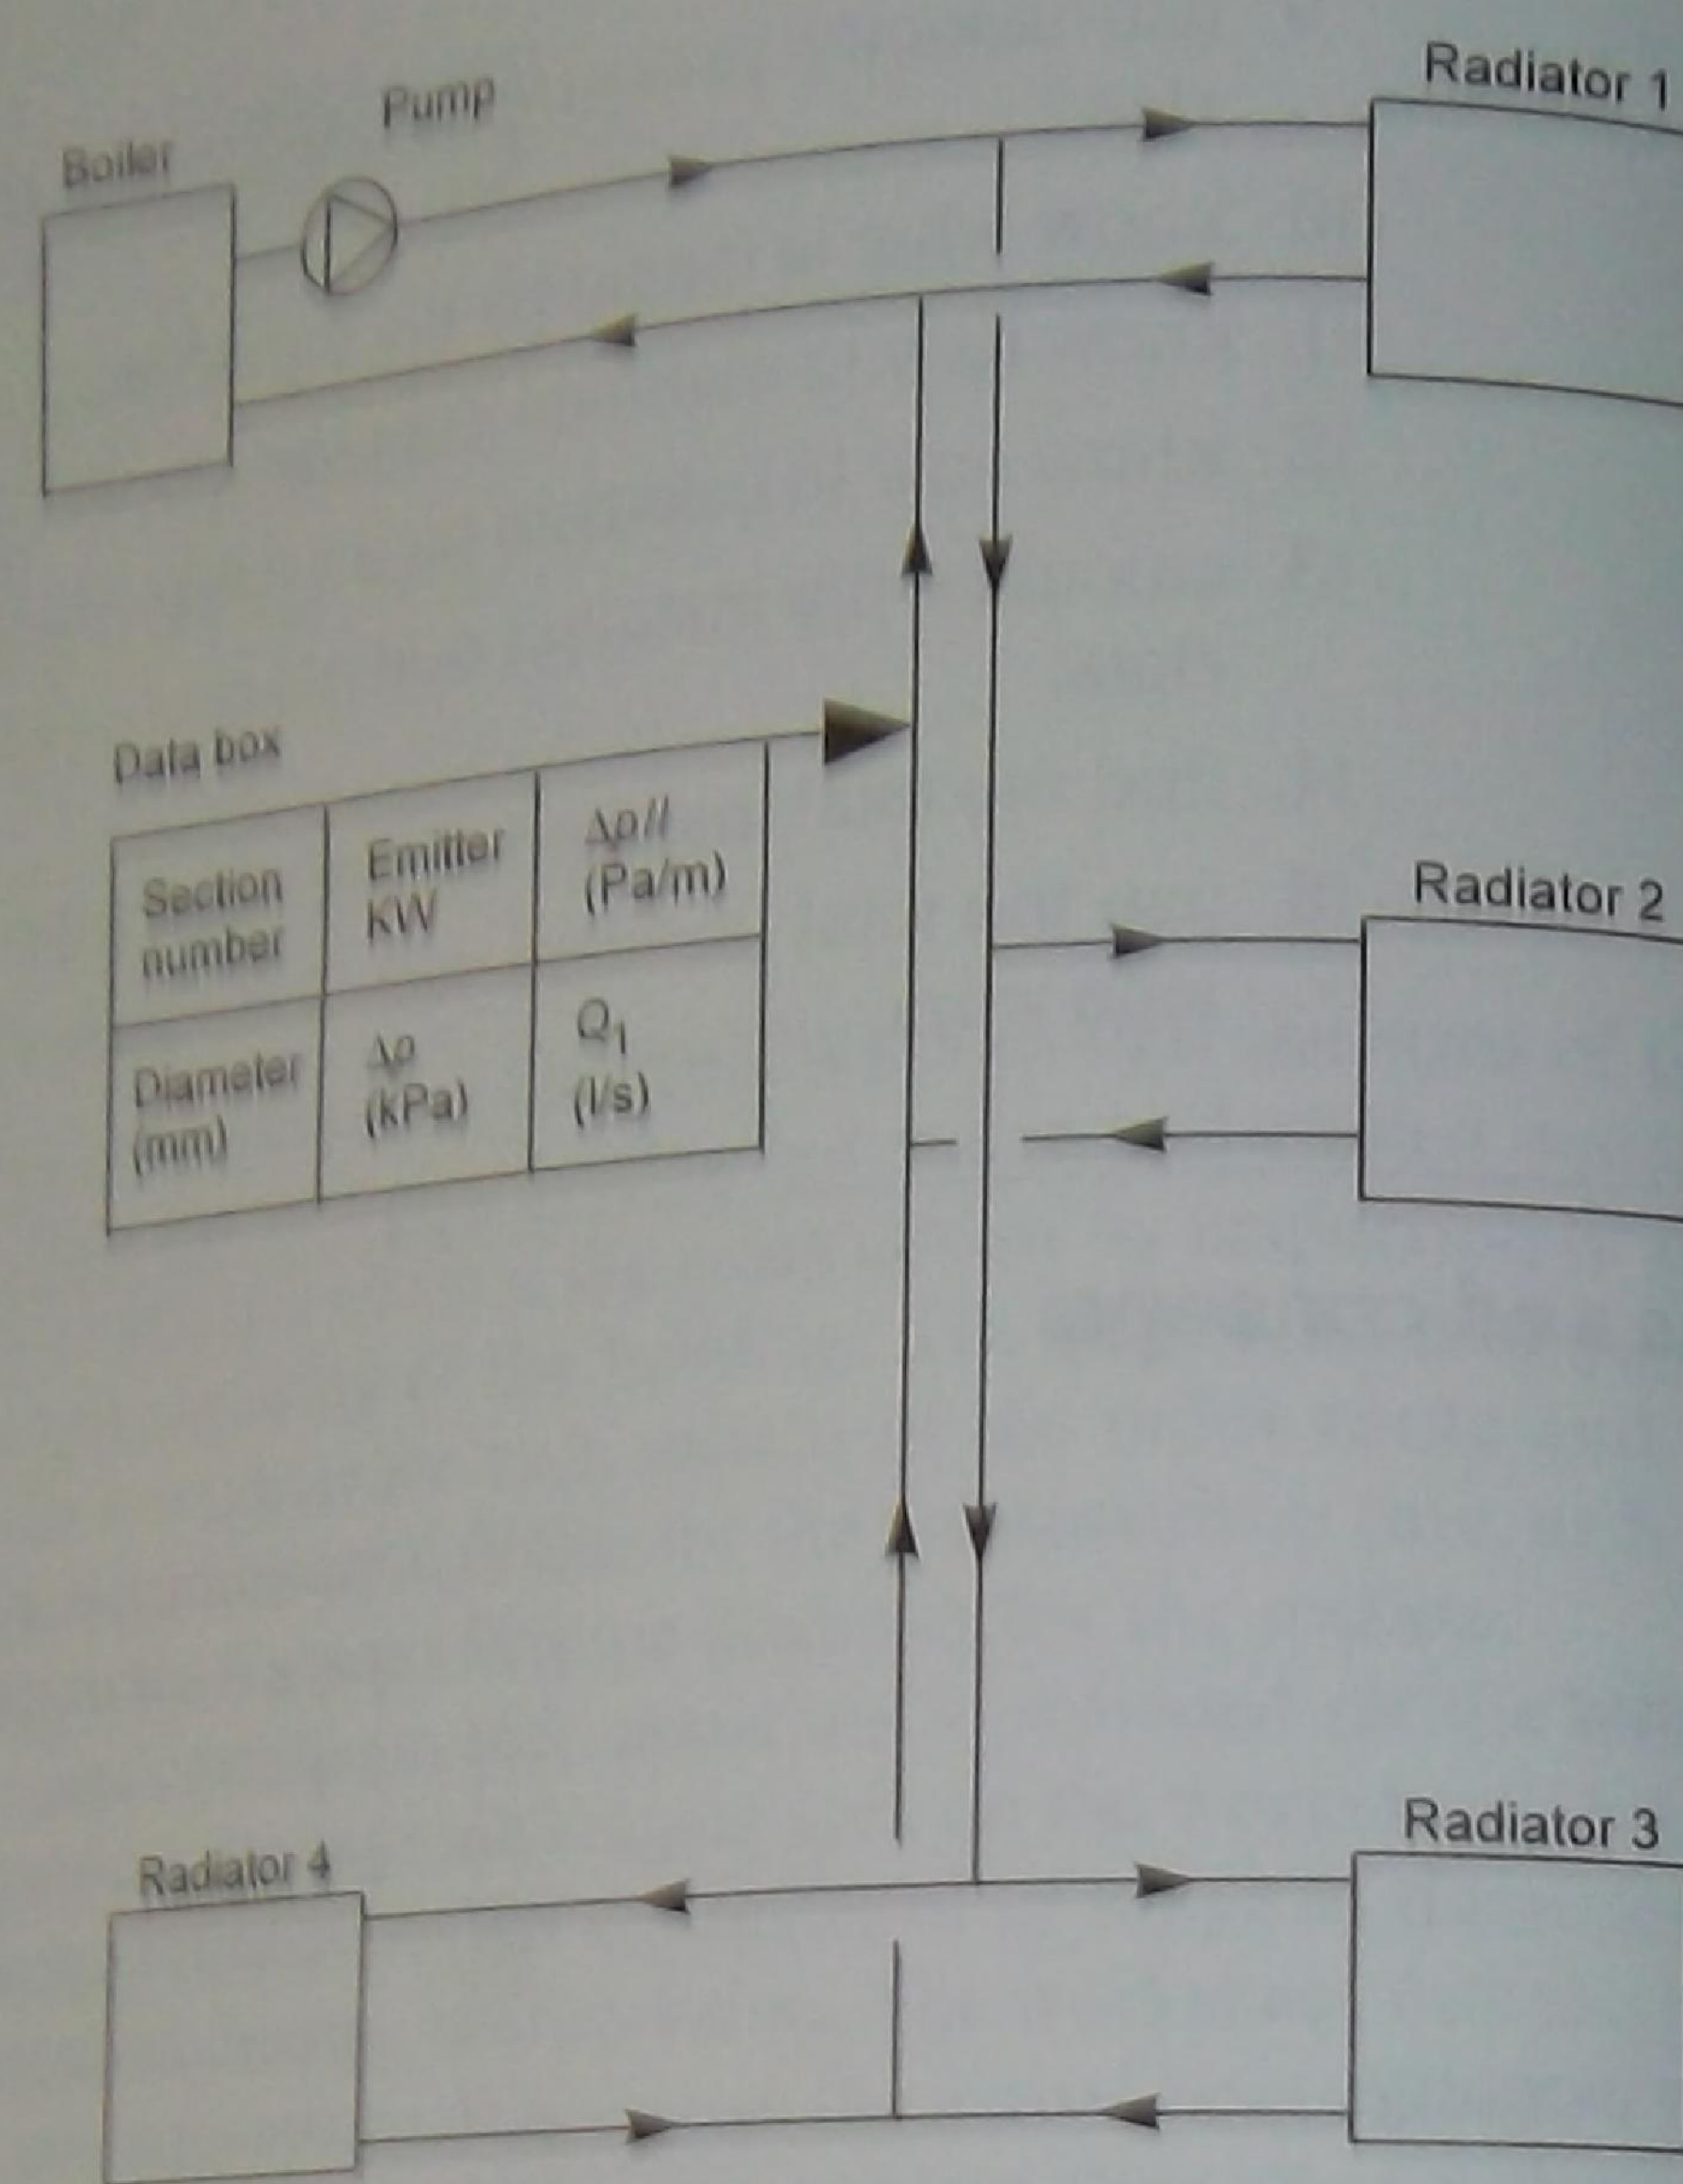 Radiator 1
Pump
Boiler
Data box
Section
number
Emitter
KW
Δp/l
(Pa/m)
Diameter
(mm)
Δp
(kPa)
Q1
(l/s)
Radiator 2
Radiator 4
Radiator 3